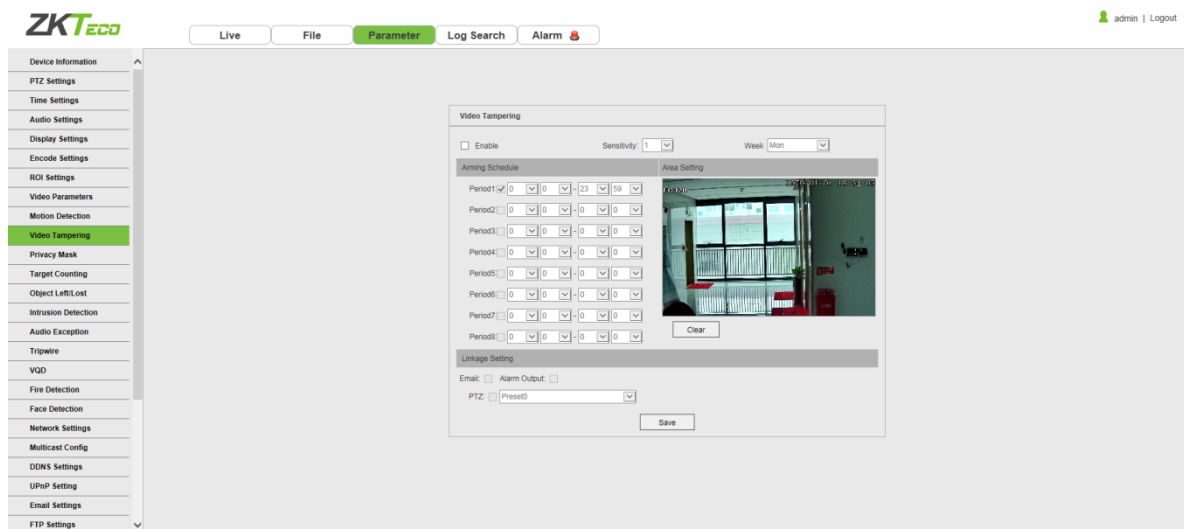 ZKTECO
admin | Logout
Live File Parameter Log Search Alarm
Device Information
PTZ Settings
Time Settings
Audio Settings
Display Settings
Encode Settings
ROI Settings
Video Parameters
Motion Detection
Video Tampering
Privacy Mask
Target Counting
Object Left/Lost
Intrusion Detection
Audio Exception
Tripwire
VQD
Fire Detection
Face Detection
Network Settings
Multicast Config
DDNS Settings
UPnP Setting
Email Settings
FTP Settings
Video Tampering
Enable Sensitivity: 1 Week Mon
Arming Schedule Area Setting
Period1: 0 0 - 23 59
Period2: 0 0 - 0 0
Period3: 0 0 - 0 0
Period4: 0 0 - 0 0
Period5: 0 0 - 0 0
Period6: 0 0 - 0 0
Period7: 0 0 - 0 0
Period8: 0 0 - 0 0
Clear
Linkage Setting
Email: Alarm Output:
PTZ: Preset0
Save